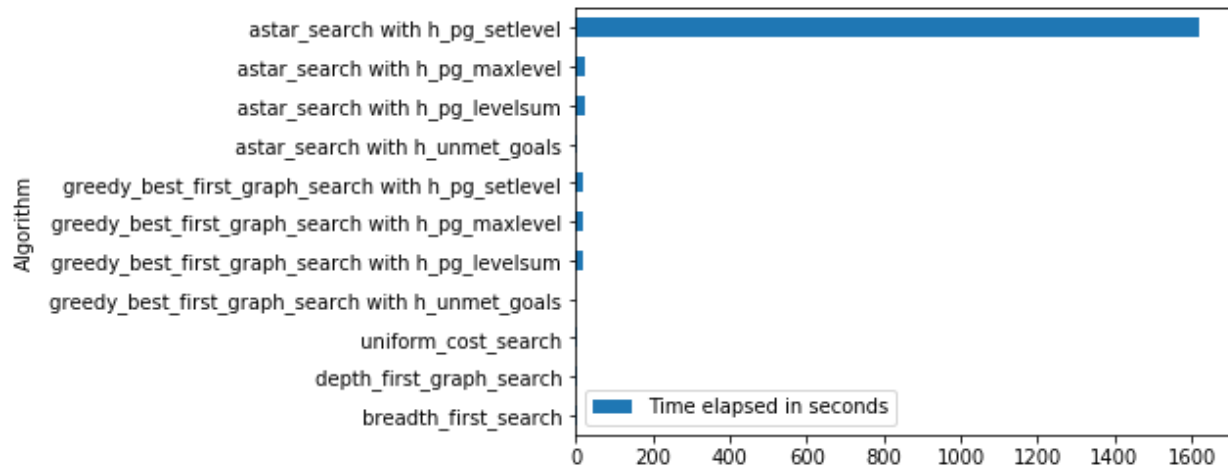 astar_search with h_pg_setlevel
astar_search with h_pg_maxlevel
astar_search with h_pg_levelsum
astar_search with h_unmet_goals
greedy_best_first_graph_search with h_pg_setlevel
greedy_best_first_graph_search with h_pg_maxlevel
greedy_best_first_graph_search with h_pg_levelsum
greedy_best_first_graph_search with h_unmet_goals
uniform_cost_search
depth_first_graph_search
breadth_first_search
Algorithm
Time elapsed in seconds
0 200 400 600 800 1000 1200 1400 1600